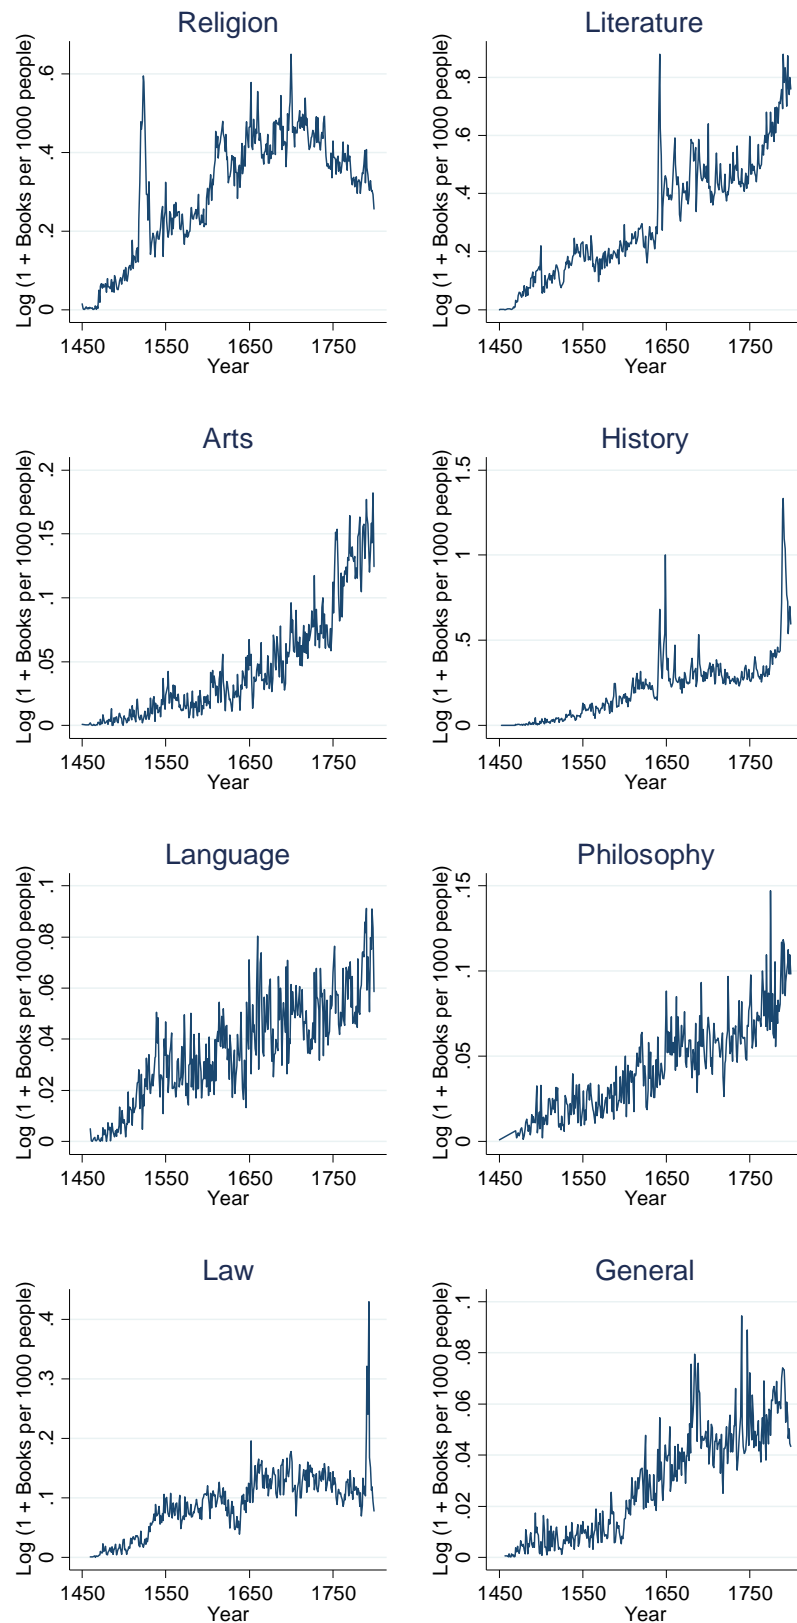 Religion
Log (1 + Books per 1000 people)
.6
.4
.2
0
1450 1550 1650 1750
Year
Literature
Log (1 + Books per 1000 people)
.8
.6
.4
.2
0
1450 1550 1650 1750
Year
Arts
Log (1 + Books per 1000 people)
.2
.15
.1
.05
0
1450 1550 1650 1750
Year
History
Log (1 + Books per 1000 people)
1.5
1
.5
0
1450 1550 1650 1750
Year
Language
Log (1 + Books per 1000 people)
.1
.08
.06
.04
.02
0
1450 1550 1650 1750
Year
Philosophy
Log (1 + Books per 1000 people)
.15
.1
.05
0
1450 1550 1650 1750
Year
Law
Log (1 + Books per 1000 people)
.4
.3
.2
.1
0
1450 1550 1650 1750
Year
General
Log (1 + Books per 1000 people)
.1
.08
.06
.04
.02
0
1450 1550 1650 1750
Year